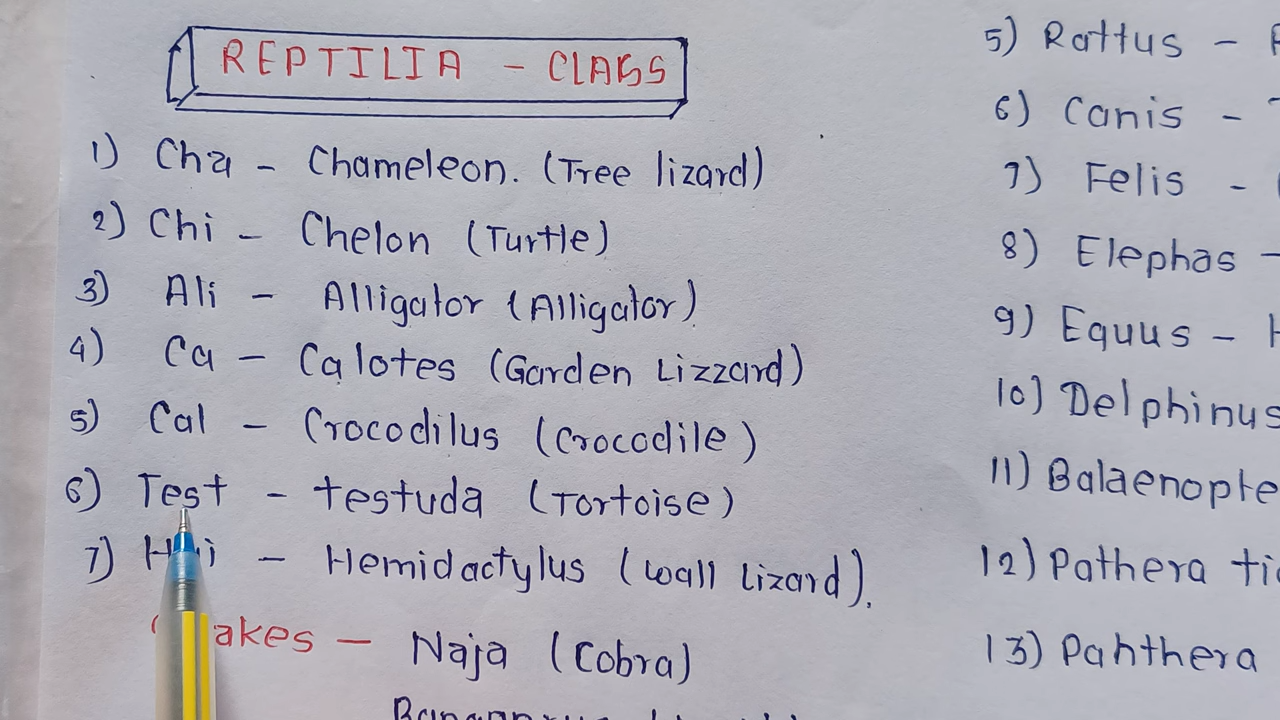 REPTILIA - CLASS
1) Cha - Chameleon. (Tree lizard)
2) Chi - Chelon (Turtle)
3) Ali - Alligator (Alligator)
4) Ca - Calotes (Garden Lizzard)
5) Cal - Crocodilus (Crocodile)
6) Test - testuda (Tortoise)
7) - Hemidactylus (wall lizard).
akes - Naja (Cobra)
5) Rattus -
6) Canis -
7) Felis -
8) Elephas -
9) Equus - H
10) Delphinus
11) Balaenopte
12) Pathera ti
13) Pahthera